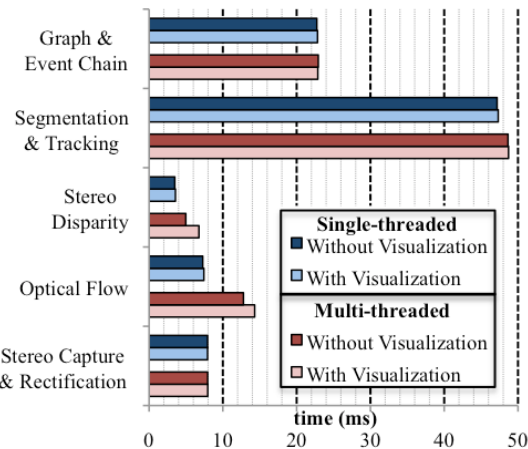 Graph &
Event Chain
Segmentation
& Tracking
Stereo
Disparity
Optical Flow
Stereo Capture
& Rectification
Single-threaded
Without Visualization
With Visualization
Multi-threaded
Without Visualization
With Visualization
time (ms)
0 10 20 30 40 50